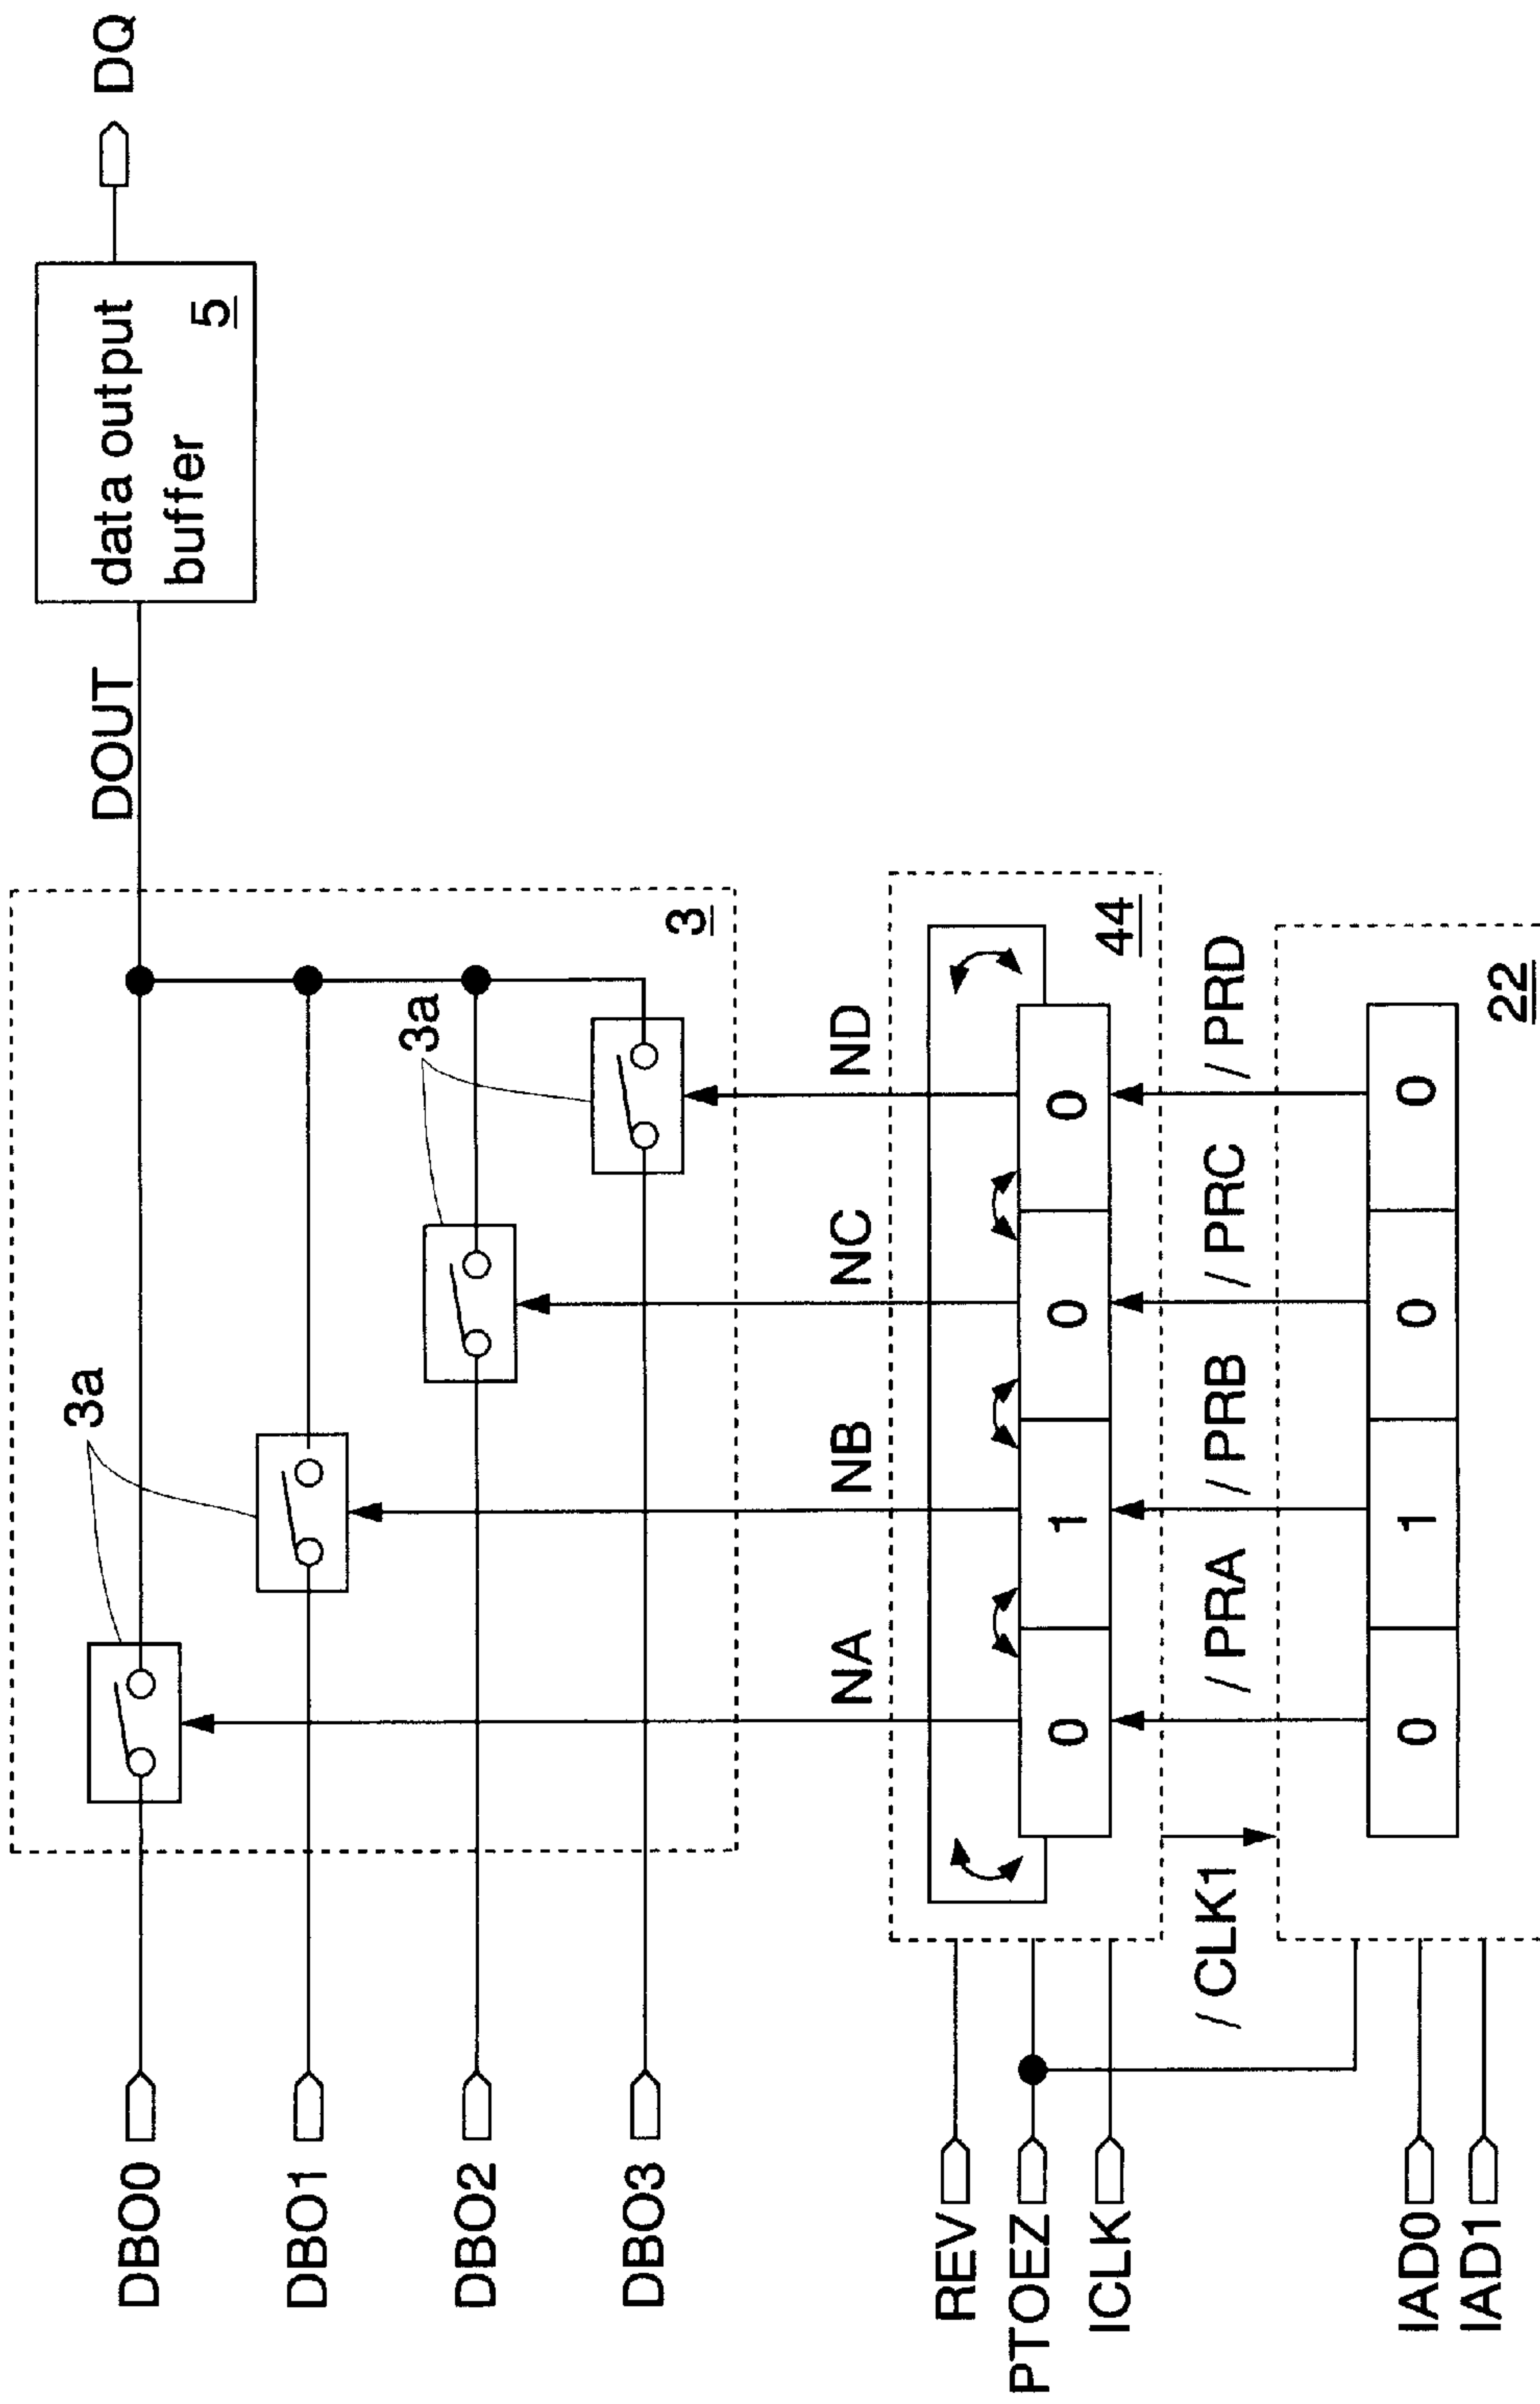 DBO0
DBO1
DBO2
DBO3
3a
3a
3
DOUT
data output
buffer
5
DQ
NA
NB
NC
ND
REV
PTOEZ
ICLK
0
1
0
0
44
/ CLK1
/ PRA
/ PRB
/ PRC
/ PRD
IAD0
IAD1
0
1
0
0
22